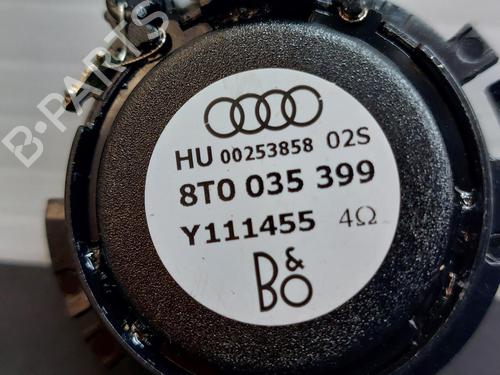 B-PARTS
HU 00253858 02S
8T0 035 399
Y111455 4Ω
B&O